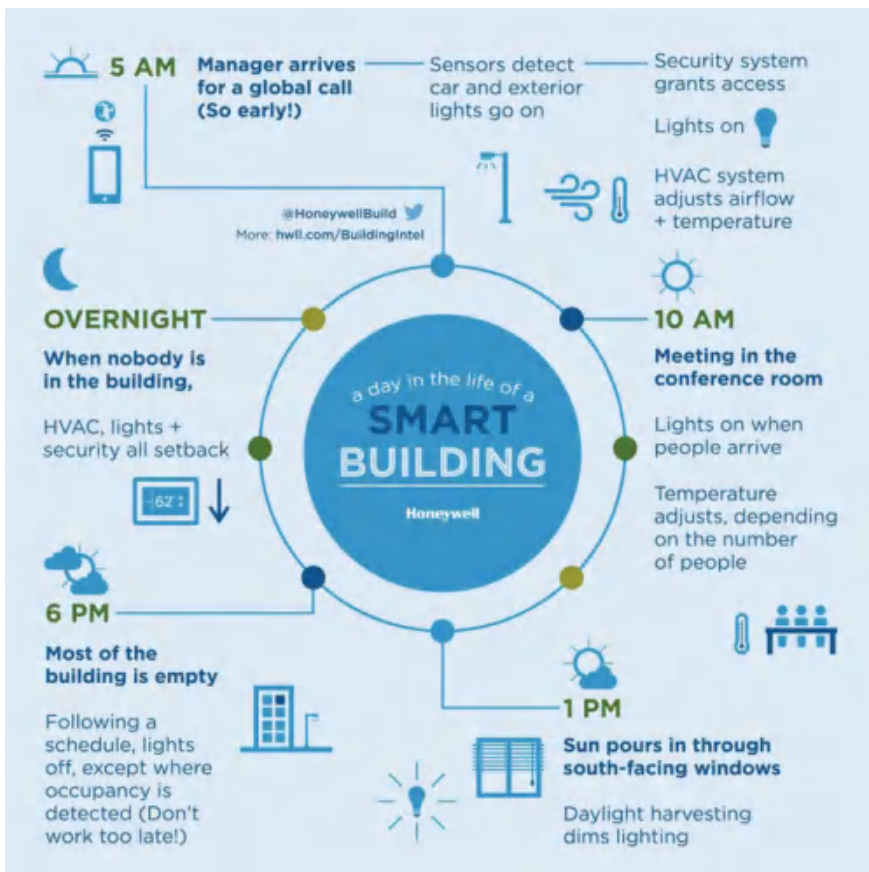 5 AM
Manager arrives
for a global call
(So early!)
Sensors detect
car and exterior
lights go on
Security system
grants access
Lights on
HVAC system
adjusts airflow
+ temperature
@HoneywellBuild
More: hwll.com/BuildingIntel
10 AM
Meeting in the
conference room
Lights on when
people arrive
Temperature
adjusts, depending
on the number
of people
1 PM
Sun pours in through
south-facing windows
Daylight harvesting
dims lighting
6 PM
Most of the
building is empty
Following a
schedule, lights
off, except where
occupancy is
detected (Don't
work too late!)
OVERNIGHT
When nobody is
in the building,
HVAC, lights +
security all setback
62
a day in the life of a
SMART
BUILDING
Honeywell